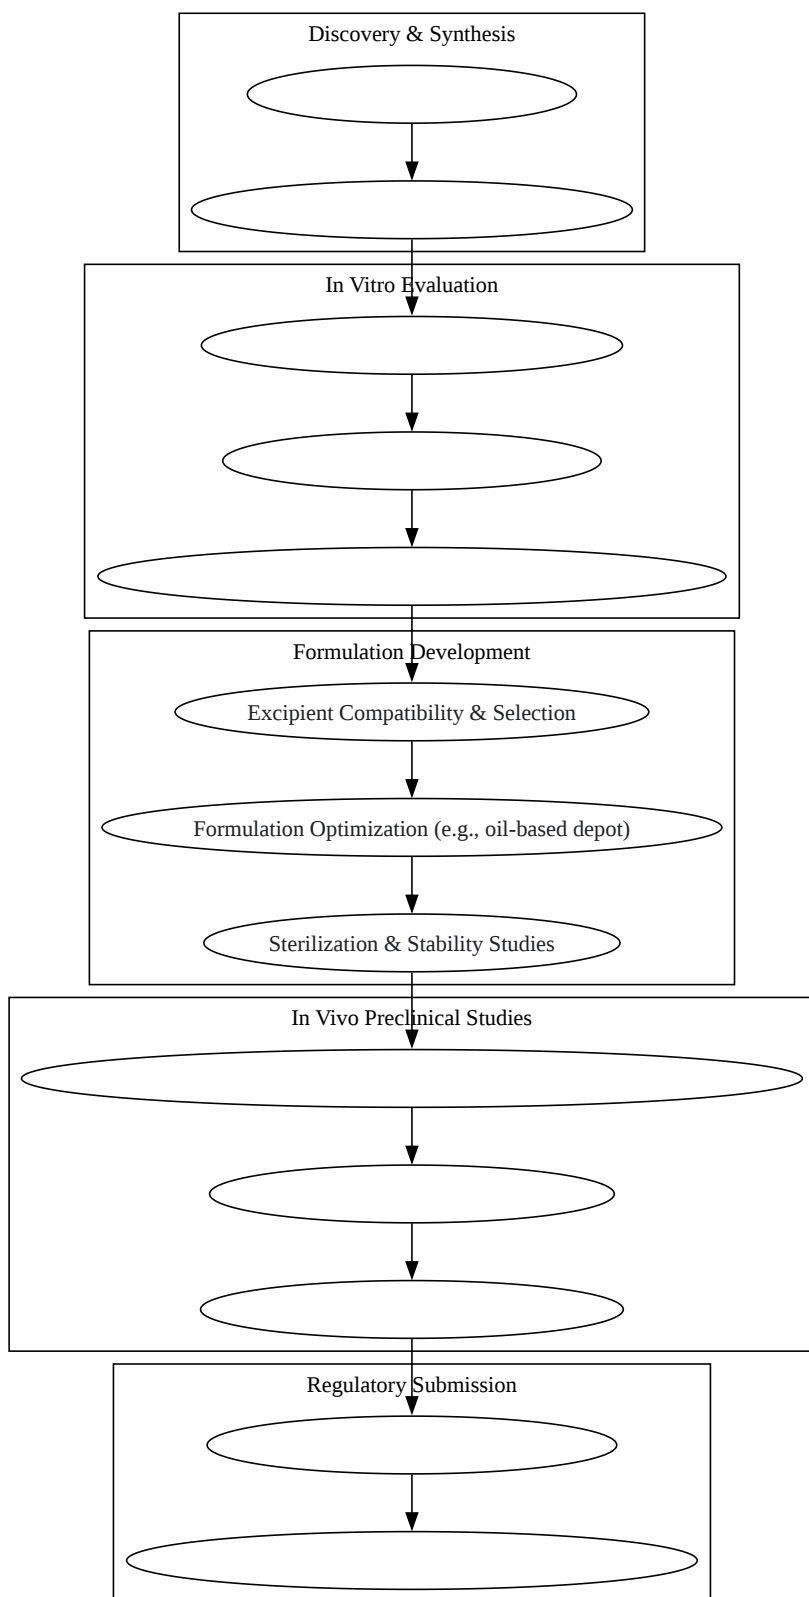 Discovery & Synthesis
In Vitro Evaluation
Formulation Development
Excipient Compatibility & Selection
Formulation Optimization (e.g., oil-based depot)
Sterilization & Stability Studies
In Vivo Preclinical Studies
Regulatory Submission